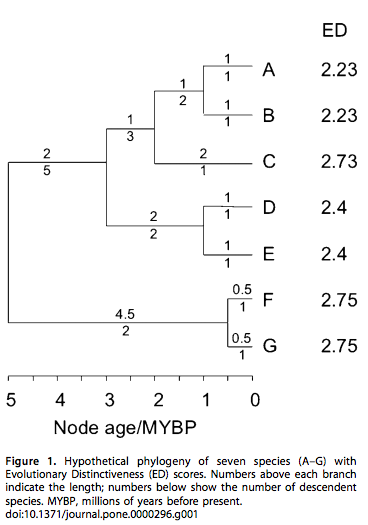 ED
1
1
A
2.23
1
2
1
1
B
2.23
1
3
2
1
C
2.73
2
5
1
1
D
2.4
2
2
1
1
E
2.4
0.5
1
F
2.75
4.5
2
0.5
1
G
2.75
5 4 3 2 1 0
Node age/MYBP
Figure 1. Hypothetical phylogeny of seven species (A–G) with
Evolutionary Distinctiveness (ED) scores. Numbers above each branch
indicate the length; numbers below show the number of descendent
species. MYBP, millions of years before present.
doi:10.1371/journal.pone.0000296.g001